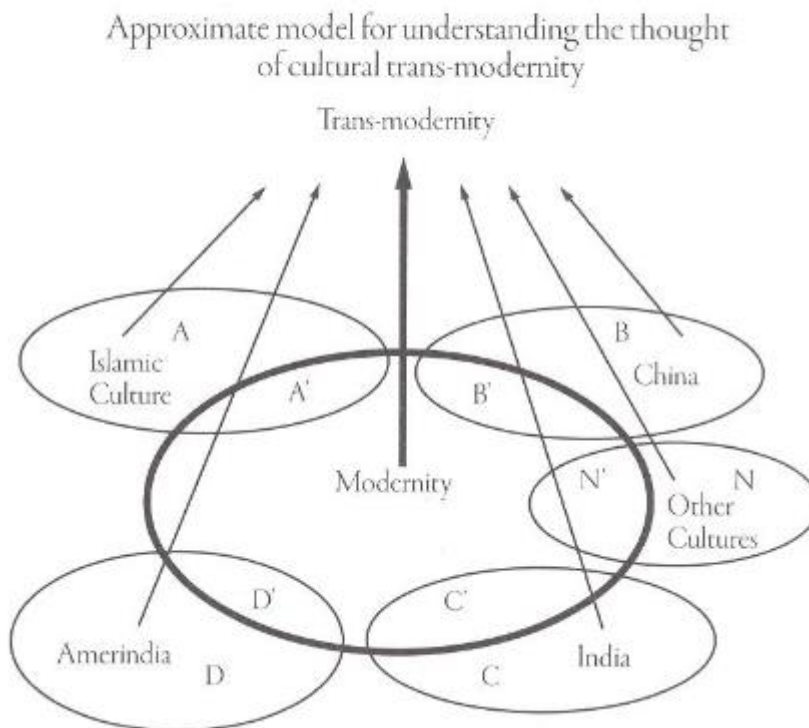 Approximate model for understanding the thought
of cultural trans-modernity
Trans-modernity
A
Islamic
Culture
A'
B
China
B'
Modernity
N'
N
Other
Cultures
D'
Amerindia
D
C'
India
C